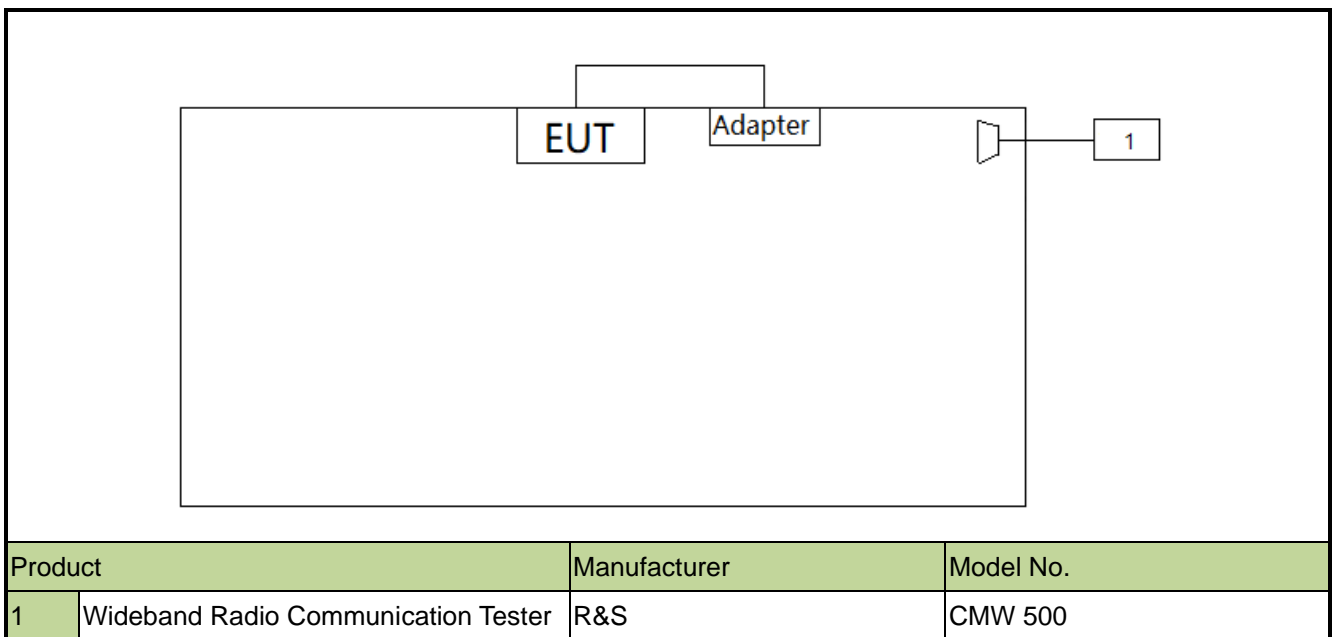 EUT
Adapter
1
Product Manufacturer Model No.
1 Wideband Radio Communication Tester R&S CMW 500